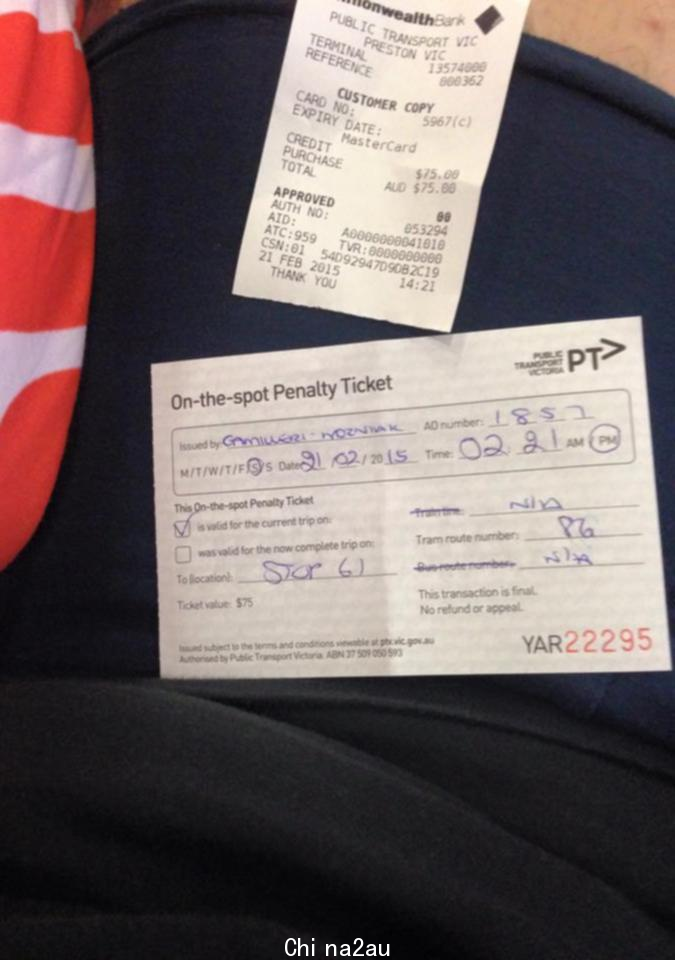 monwealthBank
PUBLIC TRANSPORT VIC
PRESTON VIC
TERMINAL 13574000
REFERENCE 000362
CUSTOMER COPY
CARD NO: 5967(c)
EXPIRY DATE:
MasterCard
CREDIT
PURCHASE $75.00
TOTAL AUD $75.00
APPROVED 00
AUTH NO: 053294
AID: A0000000041010
ATC:959 TVR:0000000000
CSN:01 54D92947D9DB2C19
21 FEB 2015 14:21
THANK YOU
On-the-spot Penalty Ticket
PUBLIC TRANSPORT VICTORIA PT>
Issued by: CAMILLERI-WOZNIAK AO number: 1857
M/T/W/T/F/S/S Date 21/02/2015 Time: 02.21 AM PM
This On-the-spot Penalty Ticket
is valid for the current trip on:
was valid for the now complete trip on:
To (location): STOP 61
Ticket value: $75
Train line: N/A
Tram route number: 86
Bus route number: N/A
This transaction is final.
No refund or appeal.
Issued subject to the terms and conditions viewable at ptv.vic.gov.au
Authorised by Public Transport Victoria. ABN 37 509 050 593
YAR22295
Chi na2au